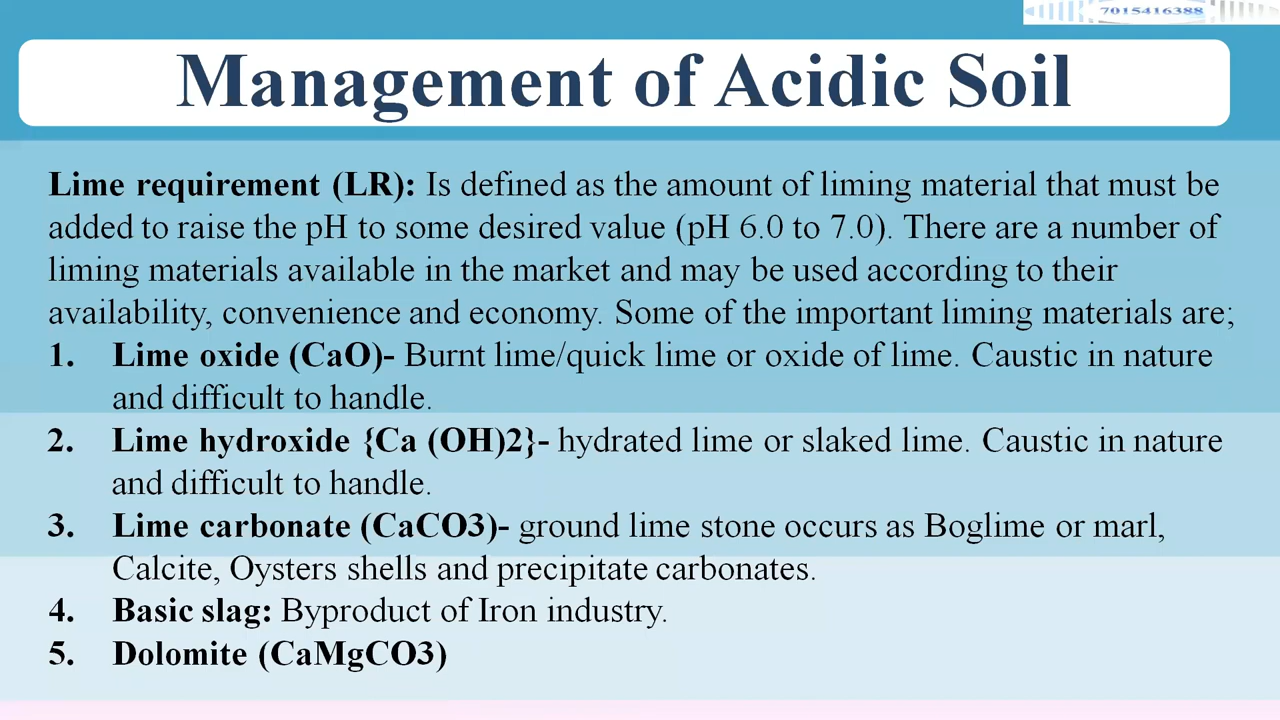 7015416388
Management of Acidic Soil
Lime requirement (LR): Is defined as the amount of liming material that must be
added to raise the pH to some desired value (pH 6.0 to 7.0). There are a number of
liming materials available in the market and may be used according to their
availability, convenience and economy. Some of the important liming materials are;
1. Lime oxide (CaO)- Burnt lime/quick lime or oxide of lime. Caustic in nature
and difficult to handle.
2. Lime hydroxide {Ca (OH)2}- hydrated lime or slaked lime. Caustic in nature
and difficult to handle.
3. Lime carbonate (CaCO3)- ground lime stone occurs as Boglime or marl,
Calcite, Oysters shells and precipitate carbonates.
4. Basic slag: Byproduct of Iron industry.
5. Dolomite (CaMgCO3)